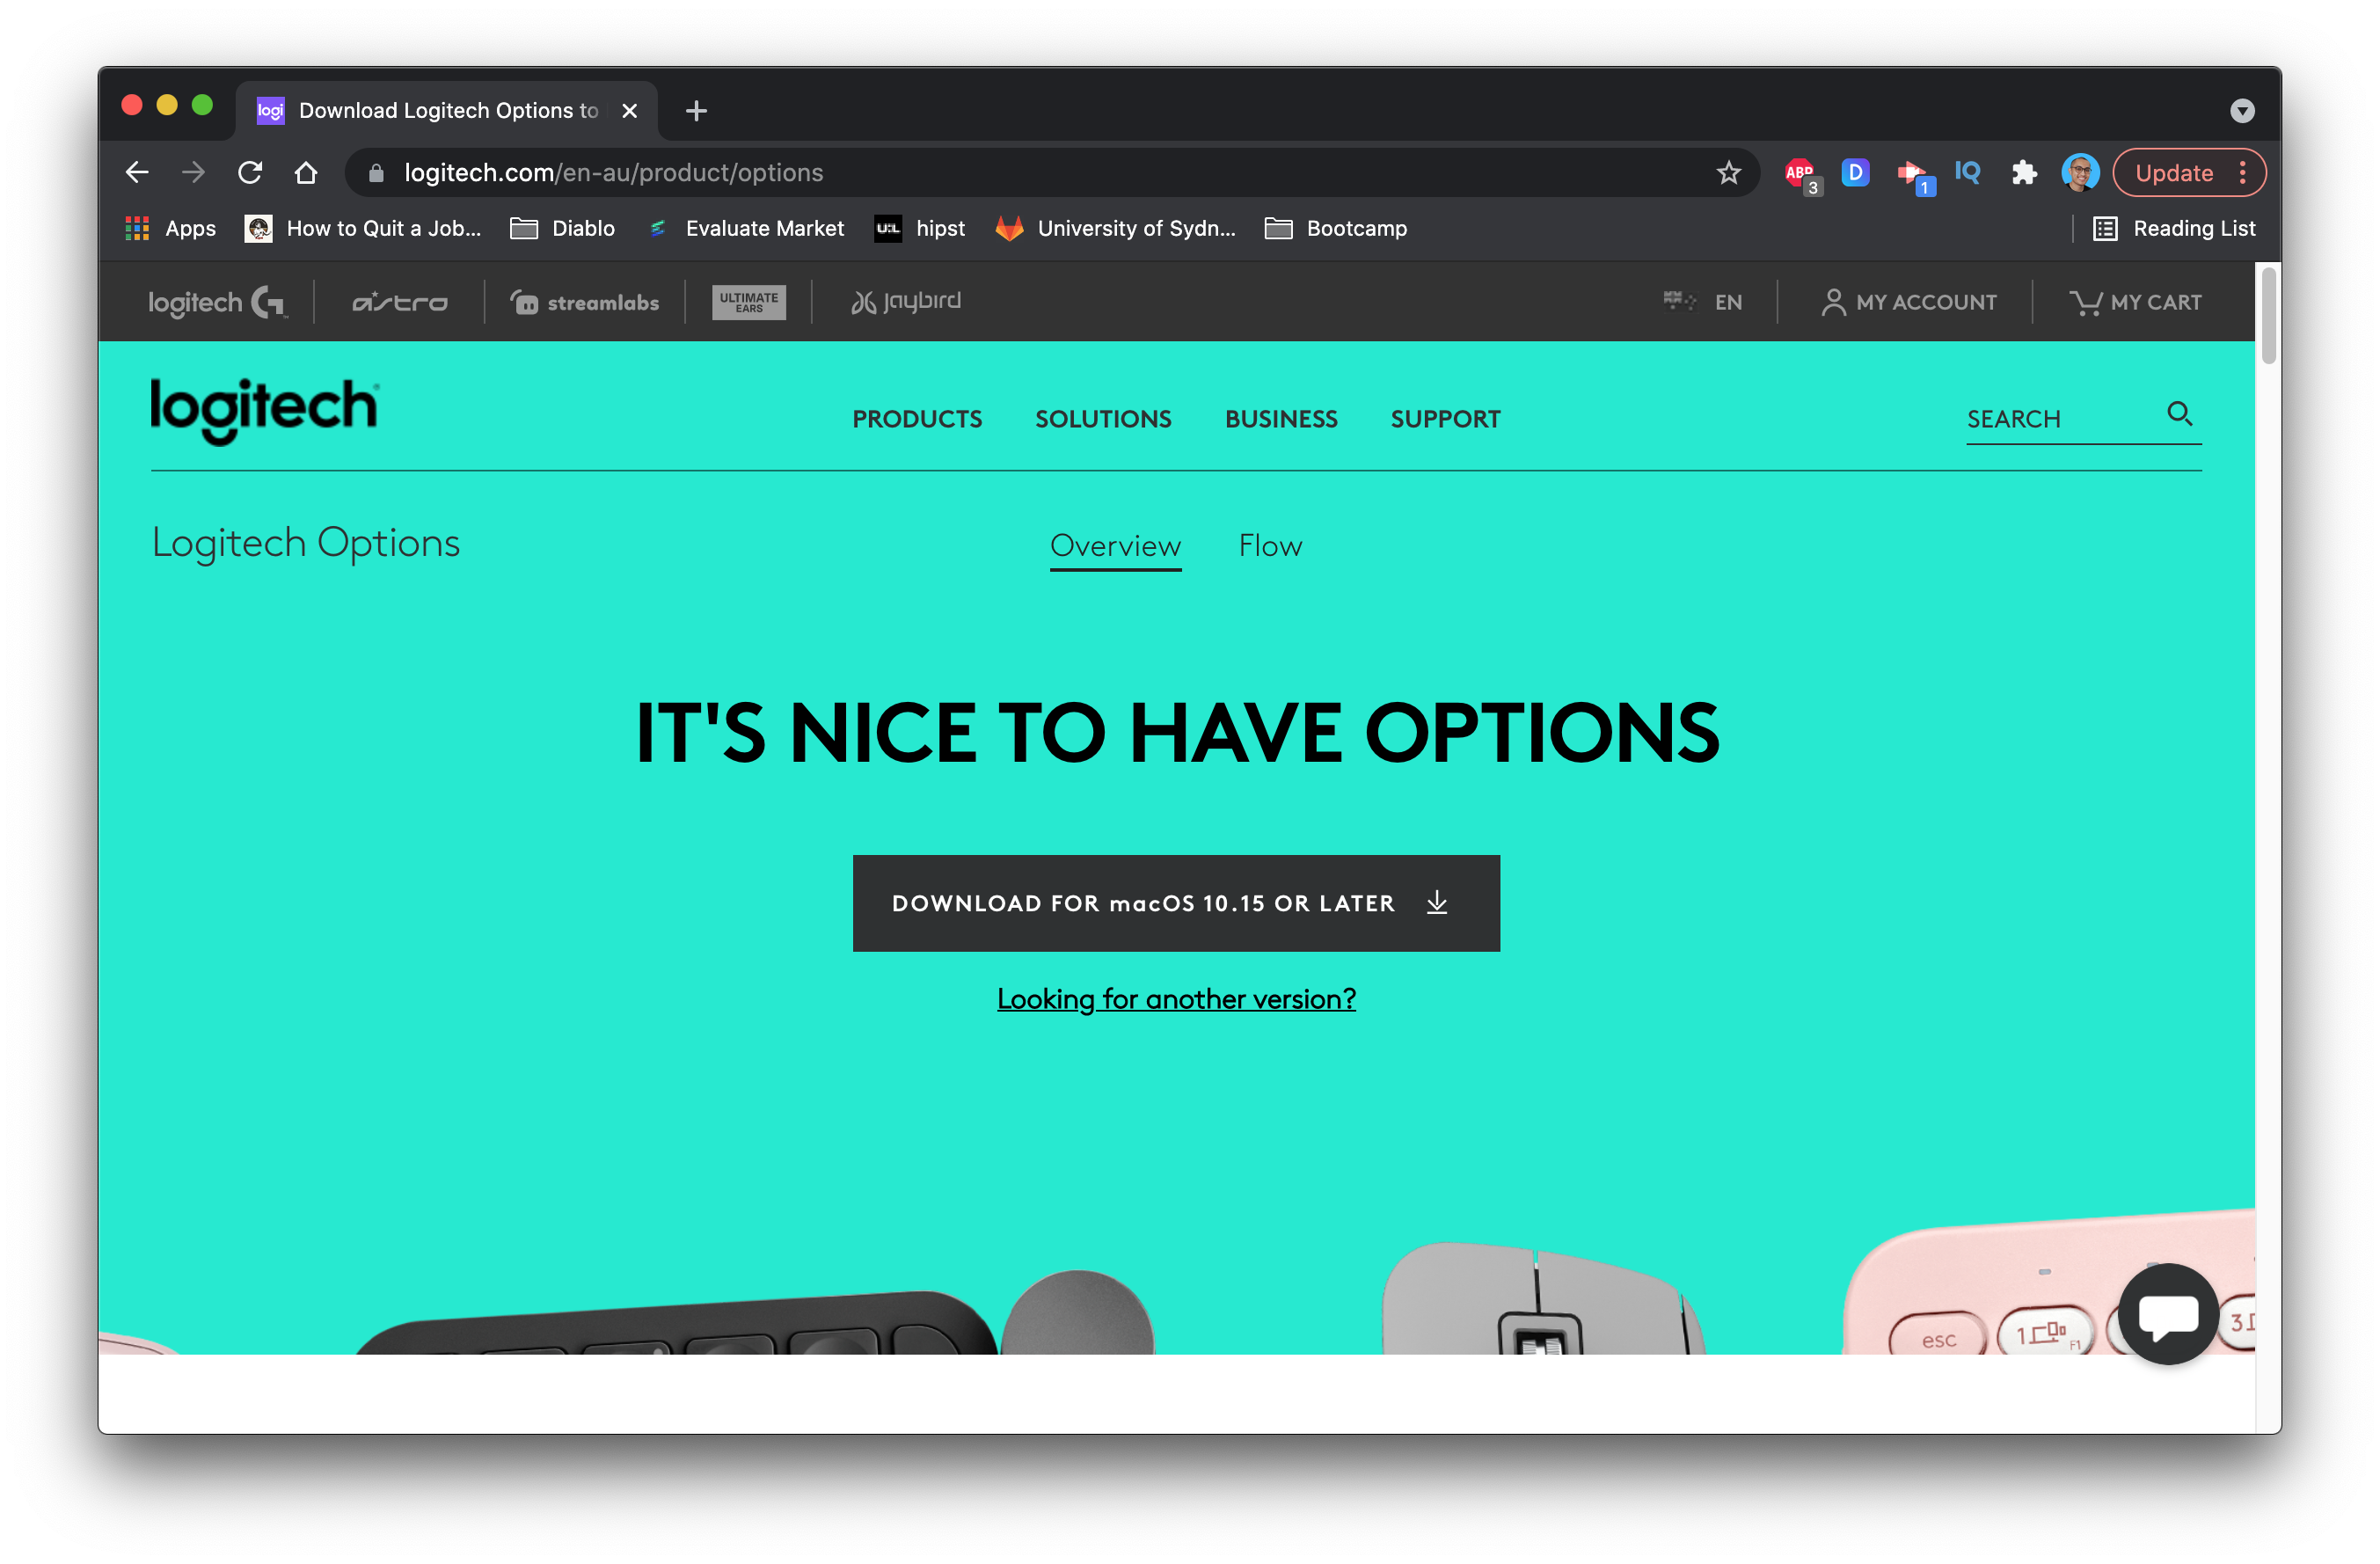 logi Download Logitech Options to
logitech.com/en-au/product/options
ABP 3 D 1 IQ Update
Apps How to Quit a Job... Diablo Evaluate Market U:L hipst University of Sydn... Bootcamp Reading List
logitech G ASTRO streamlabs ULTIMATE EARS Jaybird EN MY ACCOUNT MY CART
logitech
PRODUCTS SOLUTIONS BUSINESS SUPPORT SEARCH
Logitech Options Overview Flow
IT'S NICE TO HAVE OPTIONS
DOWNLOAD FOR macOS 10.15 OR LATER
Looking for another version?
esc 1 F1 3